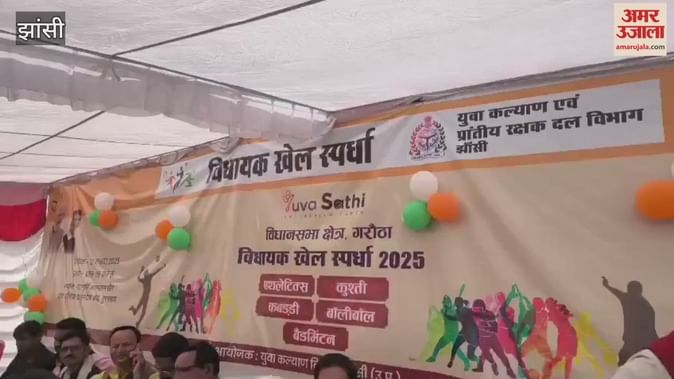 झांसी
अमर उजाला
amarujala.com
विधायक खेल स्पर्धा
युवा कल्याण एवं
प्रांतीय रक्षक दल विभाग
झाँसी
Yuva Sathi
विधानसभा क्षेत्र, गरौठा
विधायक खेल स्पर्धा 2025
एथलेटिक्स
कुश्ती
कबड्डी
बॉलीबॉल
बैडमिंटन
आयोजक : युवा कल्याण
(उ.प्र.)